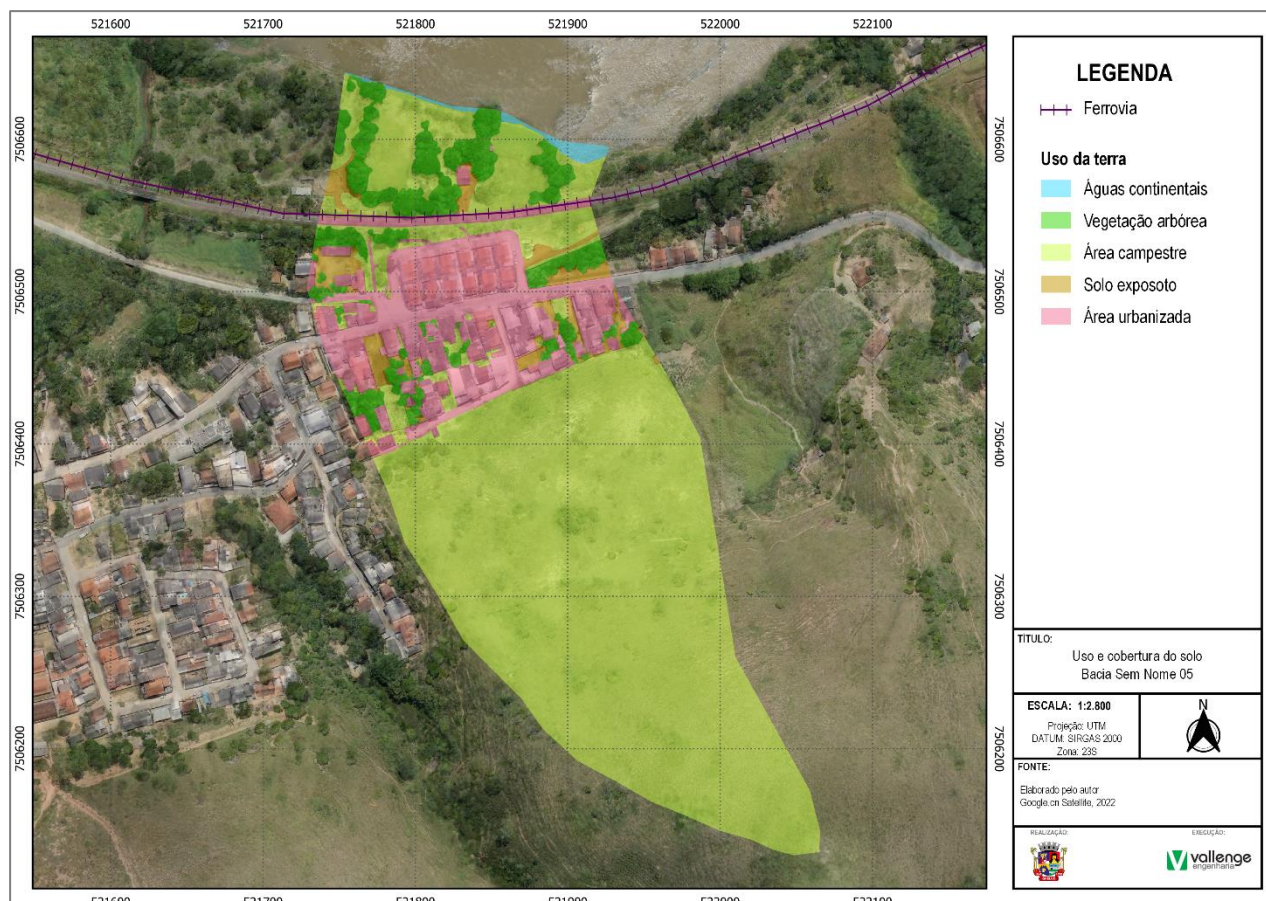 521600 521700 521800 521900 522000 522100
7506600 7506600
7506500 7506500
7506400 7506400
7506300 7506300
7506200 7506200
521600 521700 521800 521900 522000 522100
LEGENDA
Ferrovia
Uso da terra
Águas continentais
Vegetação arbórea
Área campestre
Solo exposoto
Área urbanizada
TÍTULO:
Uso e cobertura do solo
Bacia Sem Nome 05
ESCALA: 1:2.800
Projeção: UTM
DATUM: SIRGAS 2000
Zona: 23S
N
FONTE:
Elaborado pelo autor
Google.cn Satellite, 2022
REALIZAÇÃO:
EXECUÇÃO:
vallenge
engenharia